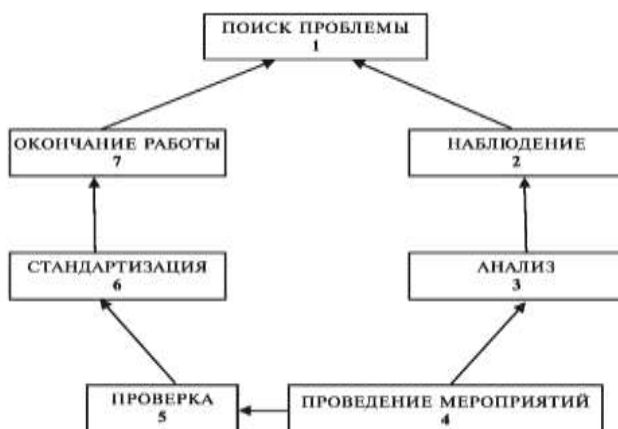 ПОИСК ПРОБЛЕМЫ
1
ОКОНЧАНИЕ РАБОТЫ
7
НАБЛЮДЕНИЕ
2
СТАНДАРТИЗАЦИЯ
6
АНАЛИЗ
3
ПРОВЕРКА
5
ПРОВЕДЕНИЕ МЕРОПРИЯТИЙ
4